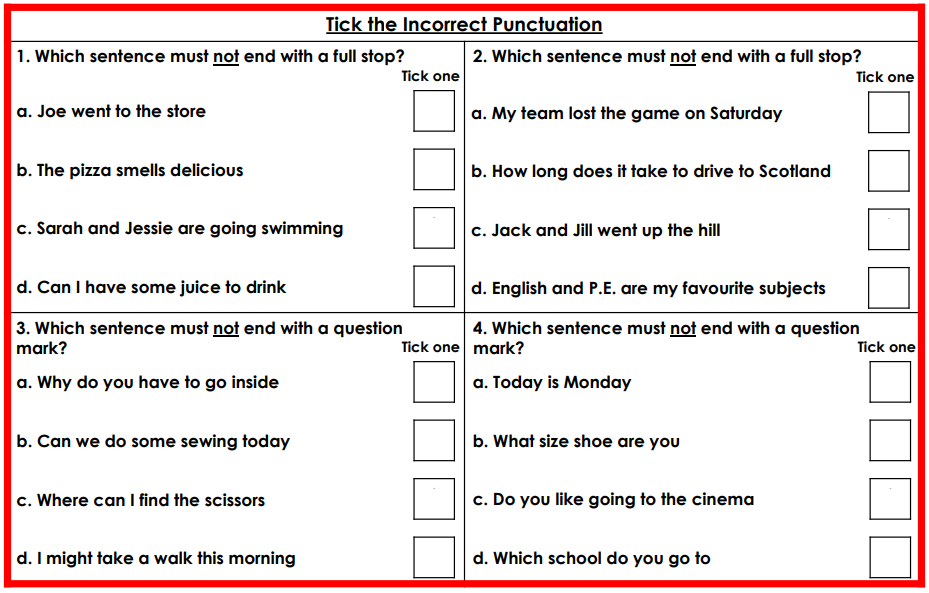 Tick the Incorrect Punctuation
1. Which sentence must not end with a full stop?
Tick one
a. Joe went to the store
b. The pizza smells delicious
c. Sarah and Jessie are going swimming
d. Can I have some juice to drink
2. Which sentence must not end with a full stop?
Tick one
a. My team lost the game on Saturday
b. How long does it take to drive to Scotland
c. Jack and Jill went up the hill
d. English and P.E. are my favourite subjects
3. Which sentence must not end with a question
mark?
Tick one
a. Why do you have to go inside
b. Can we do some sewing today
c. Where can I find the scissors
d. I might take a walk this morning
4. Which sentence must not end with a question
mark?
Tick one
a. Today is Monday
b. What size shoe are you
c. Do you like going to the cinema
d. Which school do you go to